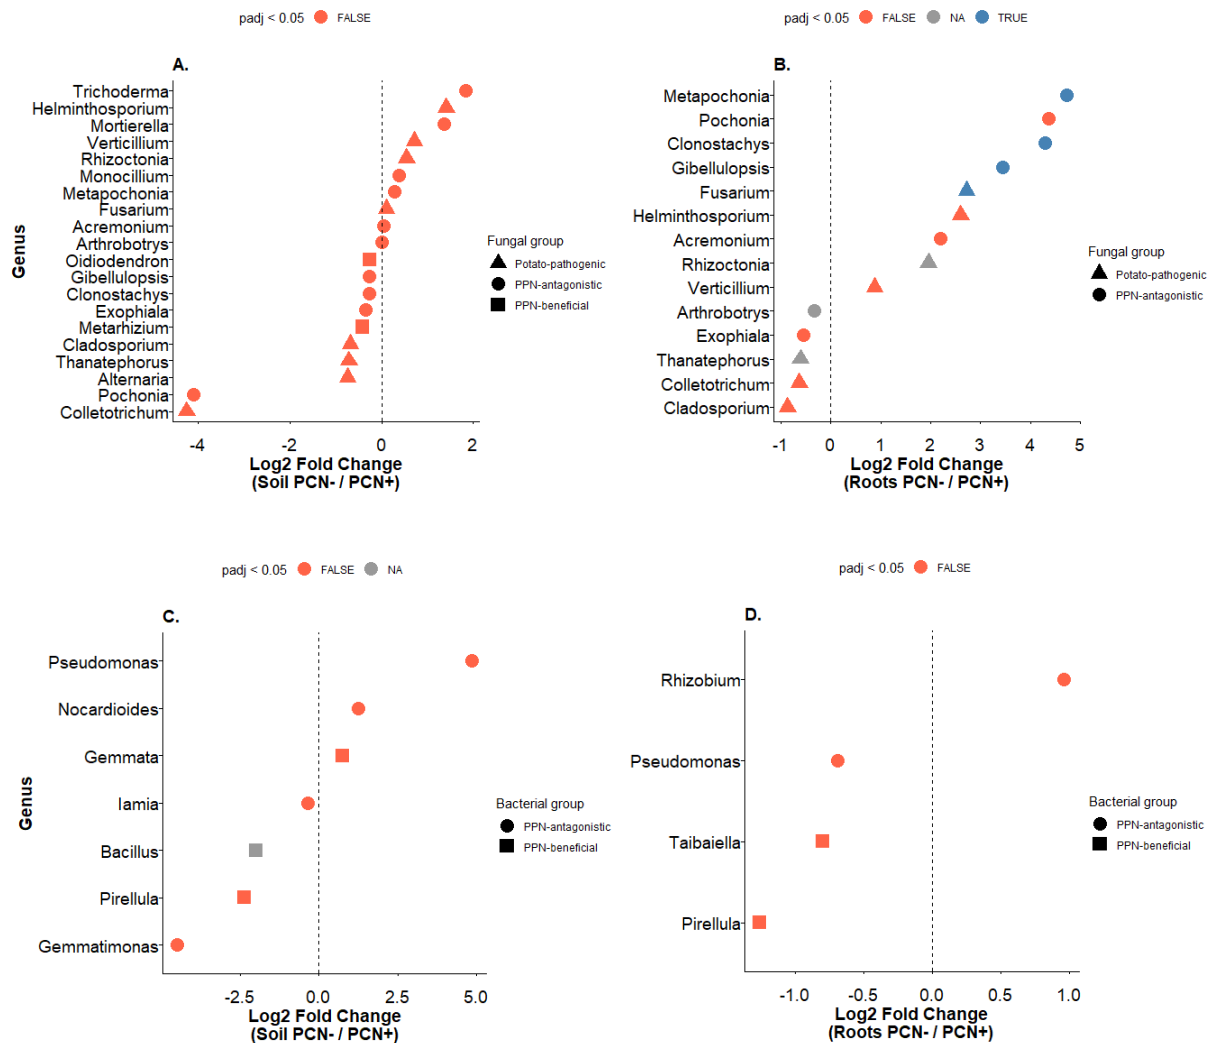 padj < 0.05 FALSE
A.
Trichoderma
Helminthosporium
Mortierella
Verticillium
Rhizoctonia
Monocillium
Metapochonia
Fusarium
Acremonium
Arthrobotrys
Oidiodendron
Gibellulopsis
Clonostachys
Exophiala
Metarhizium
Cladosporium
Thanatephorus
Alternaria
Pochonia
Colletotrichum
Genus
-4 -2 0 2
Log2 Fold Change
(Soil PCN- / PCN+)
Fungal group
Potato-pathogenic
PPN-antagonistic
PPN-beneficial
padj < 0.05 FALSE NA TRUE
B.
Metapochonia
Pochonia
Clonostachys
Gibellulopsis
Fusarium
Helminthosporium
Acremonium
Rhizoctonia
Verticillium
Arthrobotrys
Exophiala
Thanatephorus
Colletotrichum
Cladosporium
-1 0 1 2 3 4 5
Log2 Fold Change
(Roots PCN- / PCN+)
Fungal group
Potato-pathogenic
PPN-antagonistic
padj < 0.05 FALSE NA
C.
Pseudomonas
Nocardioides
Gemmata
Iamia
Bacillus
Pirellula
Gemmatimonas
Genus
-2.5 0.0 2.5 5.0
Log2 Fold Change
(Soil PCN- / PCN+)
Bacterial group
PPN-antagonistic
PPN-beneficial
padj < 0.05 FALSE
D.
Rhizobium
Pseudomonas
Taibaiella
Pirellula
-1.0 -0.5 0.0 0.5 1.0
Log2 Fold Change
(Roots PCN- / PCN+)
Bacterial group
PPN-antagonistic
PPN-beneficial